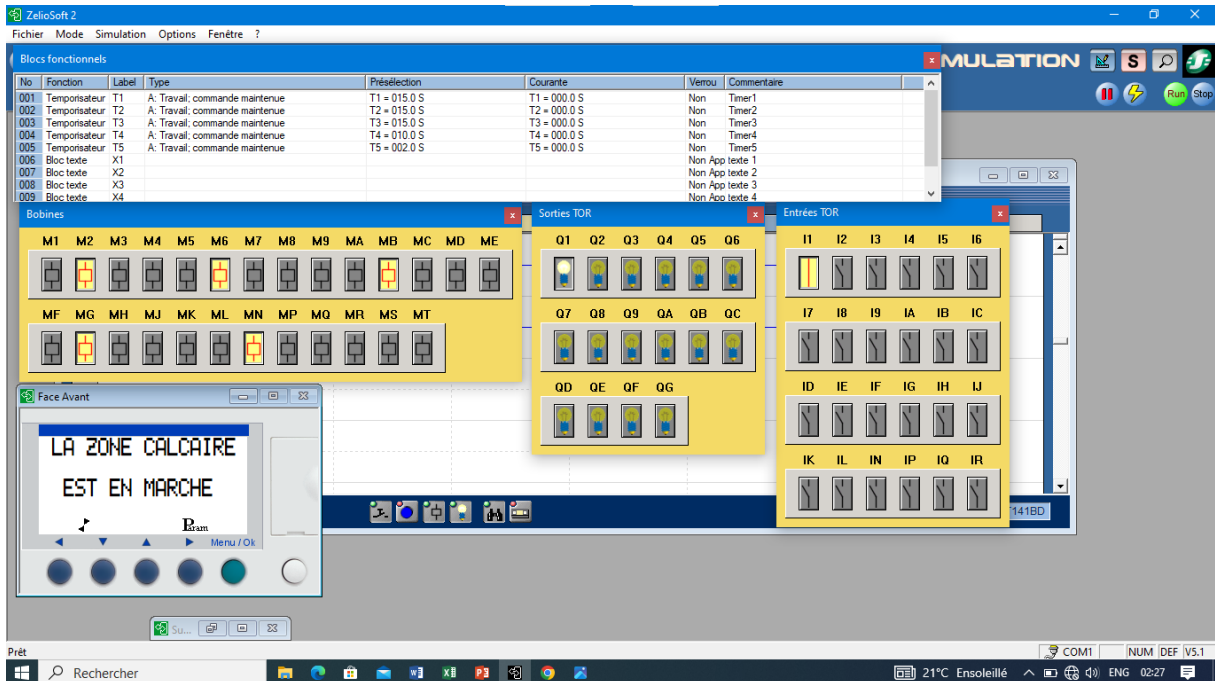 ZelioSoft 2
Fichier Mode Simulation Options Fenêtre ?
Blocs fonctionnels
MULATION
S
Run Stop
No Fonction Label Type Présélection Courante Verrou Commentaire
001 Temporisateur T1 A: Travail; commande maintenue T1 = 015.0 S T1 = 000.0 S Non Timer1
002 Temporisateur T2 A: Travail; commande maintenue T2 = 015.0 S T2 = 000.0 S Non Timer2
003 Temporisateur T3 A: Travail; commande maintenue T3 = 015.0 S T3 = 000.0 S Non Timer3
004 Temporisateur T4 A: Travail; commande maintenue T4 = 010.0 S T4 = 000.0 S Non Timer4
005 Temporisateur T5 A: Travail; commande maintenue T5 = 002.0 S T5 = 000.0 S Non Timer5
006 Bloc texte X1 Non App texte 1
007 Bloc texte X2 Non App texte 2
008 Bloc texte X3 Non App texte 3
009 Bloc texte X4 Non App texte 4
Bobines
M1 M2 M3 M4 M5 M6 M7 M8 M9 MA MB MC MD ME
MF MG MH MJ MK ML MN MP MQ MR MS MT
Sorties TOR
Q1 Q2 Q3 Q4 Q5 Q6
Q7 Q8 Q9 QA QB QC
QD QE QF QG
Entrées TOR
I1 I2 I3 I4 I5 I6
I7 I8 I9 IA IB IC
ID IE IF IG IH IJ
IK IL IN IP IQ IR
Face Avant
LA ZONE CALCAIRE
EST EN MARCHE
Param
Menu / Ok
141BD
Su...
Prêt
COM1 NUM DEF V5.1
Rechercher
21°C Ensoleillé ENG 02:27